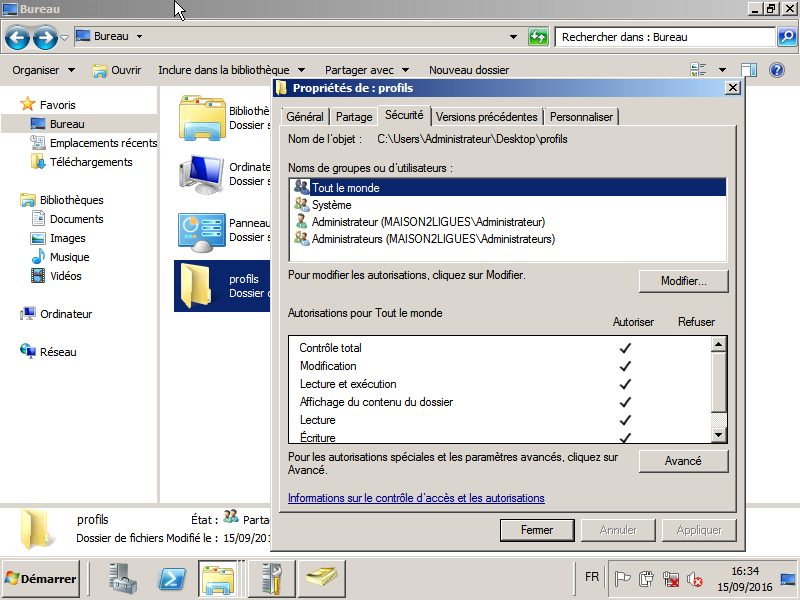 Bureau
Bureau
Rechercher dans : Bureau
Organiser
Ouvrir
Inclure dans la bibliothèque
Partager avec
Nouveau dossier
Favoris
Bureau
Emplacements récents
Téléchargements
Bibliothèques
Documents
Images
Musique
Vidéos
Ordinateur
Réseau
Biblioth
Dossier
Ordinate
Dossier
Panneau
Dossier
profils
Dossier
Propriétés de : profils
Général
Partage
Sécurité
Versions précédentes
Personnaliser
Nom de l'objet : C:\Users\Administrateur\Desktop\profils
Noms de groupes ou d'utilisateurs :
Tout le monde
Système
Administrateur (MAISON2LIGUES\Administrateur)
Administrateurs (MAISON2LIGUES\Administrateurs)
Pour modifier les autorisations, cliquez sur Modifier.
Modifier...
Autorisations pour Tout le monde
Autoriser
Refuser
Contrôle total
Modification
Lecture et exécution
Affichage du contenu du dossier
Lecture
Écriture
Pour les autorisations spéciales et les paramètres avancés, cliquez sur
Avancé.
Avancé
Informations sur le contrôle d'accès et les autorisations
Fermer
Annuler
Appliquer
profils
État :
Parta
Dossier de fichiers Modifié le : 15/09/201
Démarrer
FR
16:34
15/09/2016